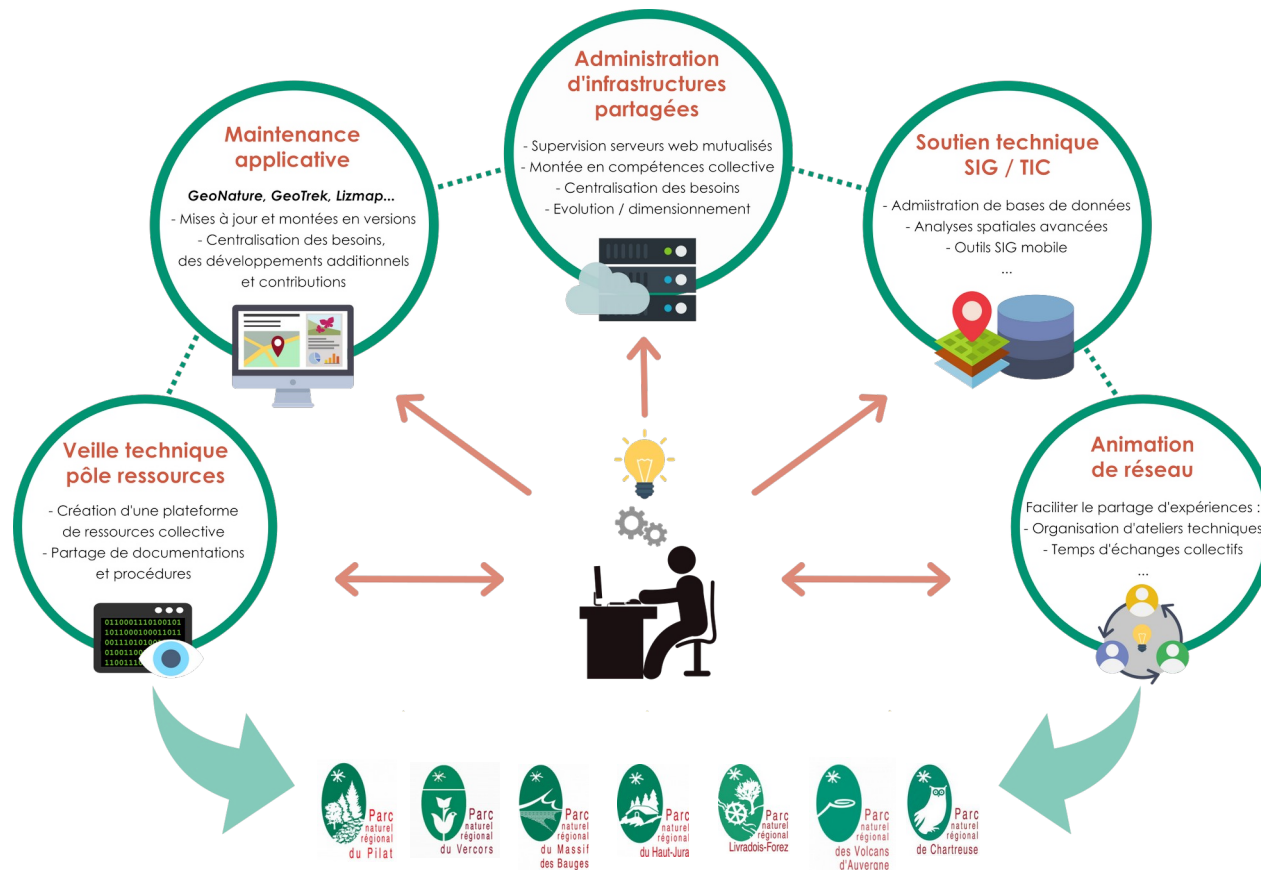 Administration
d'infrastructures
partagées
- Supervision serveurs web mutualisés
- Montée en compétences collective
- Centralisation des besoins
- Evolution / dimensionnement
Maintenance
applicative
GeoNature, GeoTrek, Lizmap...
- Mises à jour et montées en versions
- Centralisation des besoins,
des développements additionnels
et contributions
Soutien technique
SIG / TIC
- Admiistration de bases de données
- Analyses spatiales avancées
- Outils SIG mobile
...
Veille technique
pôle ressources
- Création d'une plateforme
de ressources collective
- Partage de documentations
et procédures
0110001110100101
1011000100011011
Animation
de réseau
Faciliter le partage d'expériences :
- Organisation d'ateliers techniques
- Temps d'échanges collectifs
...
Parc
naturel
régional
du Pilat
Parc
naturel
régional
du Vercors
Parc
naturel
régional
du Massif
des Bauges
Parc
naturel
régional
du Haut-Jura
Parc
naturel
régional
Livradois-Forez
Parc
naturel
régional
des Volcans
d'Auvergne
Parc
naturel
régional
de Chartreuse